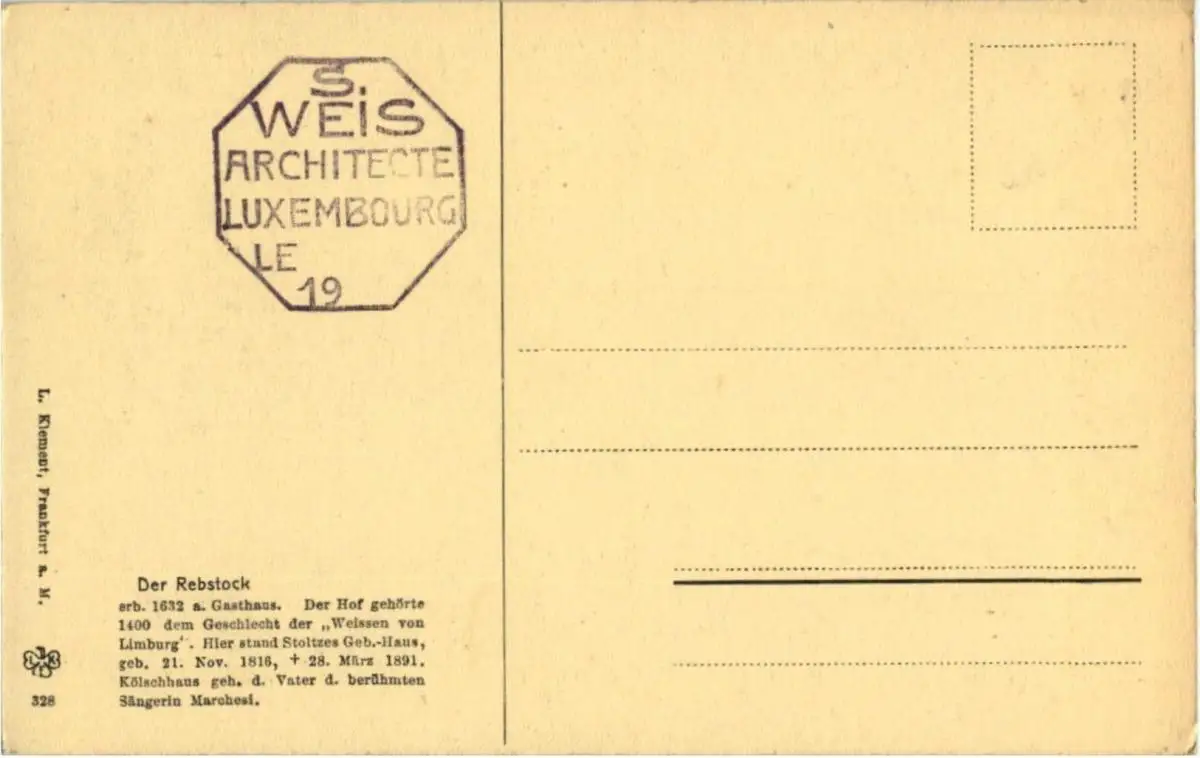 S
WEIS
ARCHITECTE
LUXEMBOURG
LE
19
L. Klement, Frankfurt a. M.
Der Rebstock
erb. 1632 a. Gasthaus. Der Hof gehörte
1400 dem Geschlecht der „Weissen von
Limburg‘. Hier stand Stoltzes Geb.-Haus,
geb. 21. Nov. 1816, + 28. März 1891.
Kölschhaus geh. d. Vater d. berühmten
Sängerin Marchesi.
328